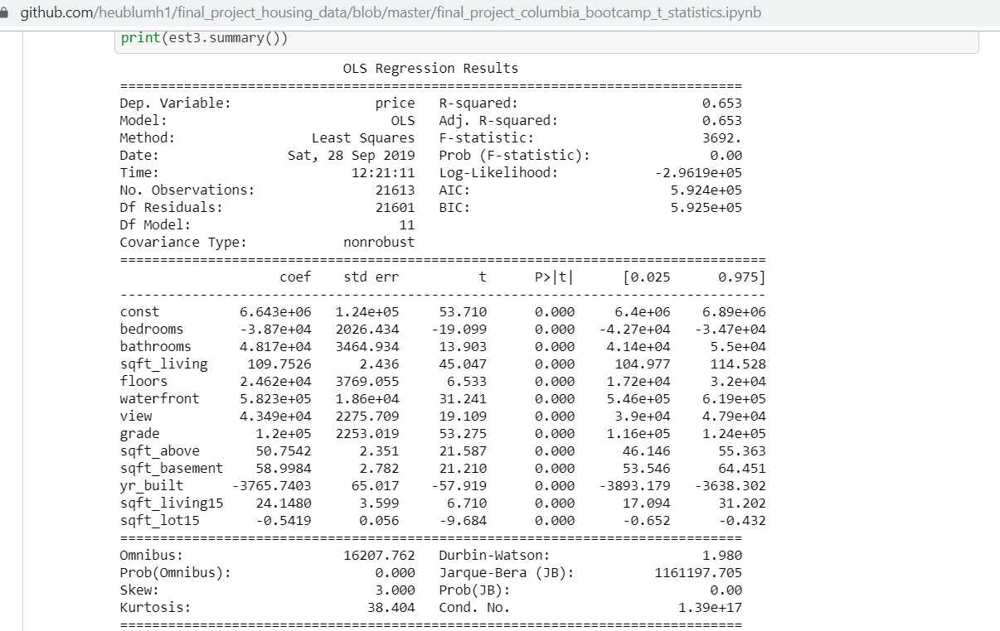 github.com/heublumh1/final_project_housing_data/blob/master/final_project_columbia_bootcamp_t_statistics.ipynb
print(est3.summary())
OLS Regression Results
==============================================================================
Dep. Variable: price R-squared: 0.653
Model: OLS Adj. R-squared: 0.653
Method: Least Squares F-statistic: 3692.
Date: Sat, 28 Sep 2019 Prob (F-statistic): 0.00
Time: 12:21:11 Log-Likelihood: -2.9619e+05
No. Observations: 21613 AIC: 5.924e+05
Df Residuals: 21601 BIC: 5.925e+05
Df Model: 11
Covariance Type: nonrobust
=================================================================================
coef std err t P>|t| [0.025 0.975]
---------------------------------------------------------------------------------
const 6.643e+06 1.24e+05 53.710 0.000 6.4e+06 6.89e+06
bedrooms -3.87e+04 2026.434 -19.099 0.000 -4.27e+04 -3.47e+04
bathrooms 4.817e+04 3464.934 13.903 0.000 4.14e+04 5.5e+04
sqft_living 109.7526 2.436 45.047 0.000 104.977 114.528
floors 2.462e+04 3769.055 6.533 0.000 1.72e+04 3.2e+04
waterfront 5.823e+05 1.86e+04 31.241 0.000 5.46e+05 6.19e+05
view 4.349e+04 2275.709 19.109 0.000 3.9e+04 4.79e+04
grade 1.2e+05 2253.019 53.275 0.000 1.16e+05 1.24e+05
sqft_above 50.7542 2.351 21.587 0.000 46.146 55.363
sqft_basement 58.9984 2.782 21.210 0.000 53.546 64.451
yr_built -3765.7403 65.017 -57.919 0.000 -3893.179 -3638.302
sqft_living15 24.1480 3.599 6.710 0.000 17.094 31.202
sqft_lot15 -0.5419 0.056 -9.684 0.000 -0.652 -0.432
==============================================================================
Omnibus: 16207.762 Durbin-Watson: 1.980
Prob(Omnibus): 0.000 Jarque-Bera (JB): 1161197.705
Skew: 3.000 Prob(JB): 0.00
Kurtosis: 38.404 Cond. No. 1.39e+17
==============================================================================